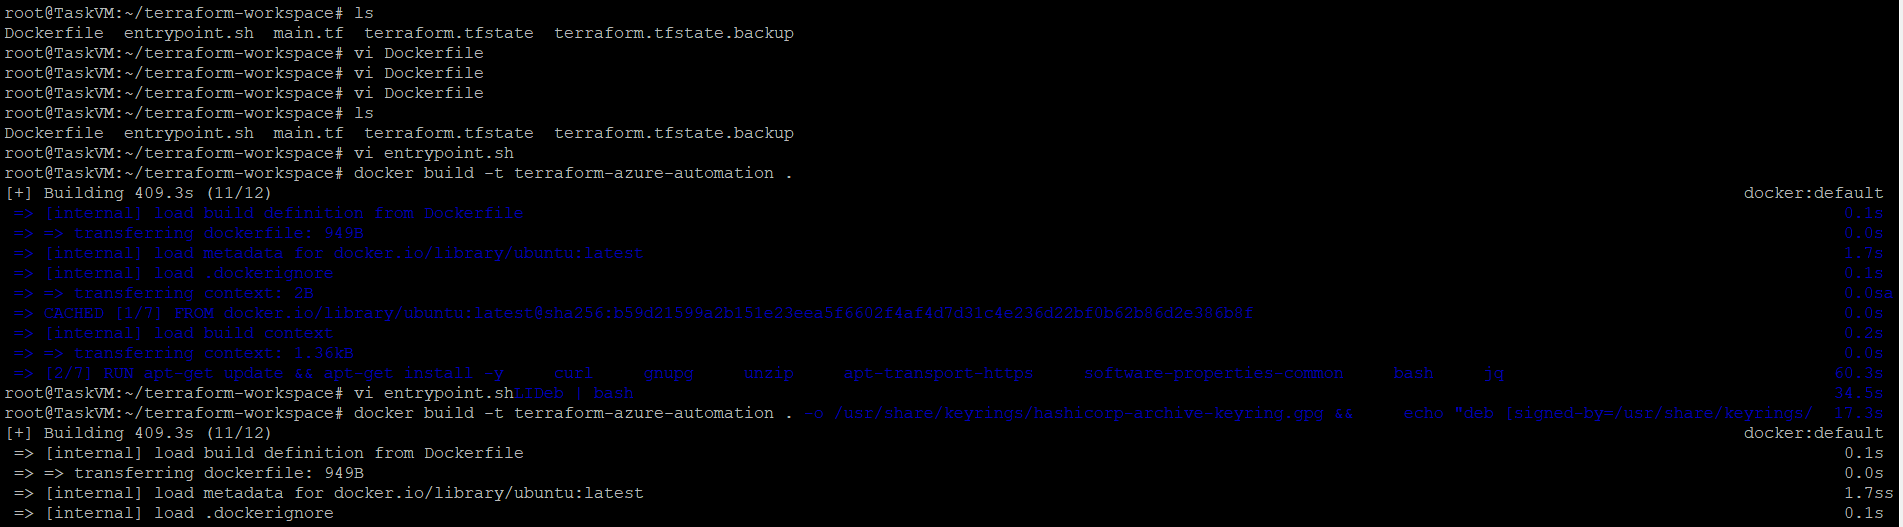 root@TaskVM:~/terraform-workspace# ls
Dockerfile  entrypoint.sh  main.tf  terraform.tfstate  terraform.tfstate.backup
root@TaskVM:~/terraform-workspace# vi Dockerfile
root@TaskVM:~/terraform-workspace# vi Dockerfile
root@TaskVM:~/terraform-workspace# vi Dockerfile
root@TaskVM:~/terraform-workspace# ls
Dockerfile  entrypoint.sh  main.tf  terraform.tfstate  terraform.tfstate.backup
root@TaskVM:~/terraform-workspace# vi entrypoint.sh
root@TaskVM:~/terraform-workspace# docker build -t terraform-azure-automation .
[+] Building 409.3s (11/12) docker:default
=> [internal] load build definition from Dockerfile 0.1s
=> => transferring dockerfile: 949B 0.0s
=> [internal] load metadata for docker.io/library/ubuntu:latest 1.7s
=> [internal] load .dockerignore 0.1s
=> => transferring context: 2B 0.0sa
=> CACHED [1/7] FROM docker.io/library/ubuntu:latest@sha256:b59d21599a2b151e23eea5f6602f4af4d7d31c4e236d22bf0b62b86d2e386b8f 0.0s
=> [internal] load build context 0.2s
=> => transferring context: 1.36kB 0.0s
=> [2/7] RUN apt-get update && apt-get install -y     curl     gnupg     unzip     apt-transport-https     software-properties-common     bash     jq 60.3s
root@TaskVM:~/terraform-workspace# vi entrypoint.shLIDeb | bash 34.5s
root@TaskVM:~/terraform-workspace# docker build -t terraform-azure-automation . -o /usr/share/keyrings/hashicorp-archive-keyring.gpg &&     echo "deb [signed-by=/usr/share/keyrings/ 17.3s
[+] Building 409.3s (11/12) docker:default
=> [internal] load build definition from Dockerfile 0.1s
=> => transferring dockerfile: 949B 0.0s
=> [internal] load metadata for docker.io/library/ubuntu:latest 1.7ss
=> [internal] load .dockerignore 0.1s